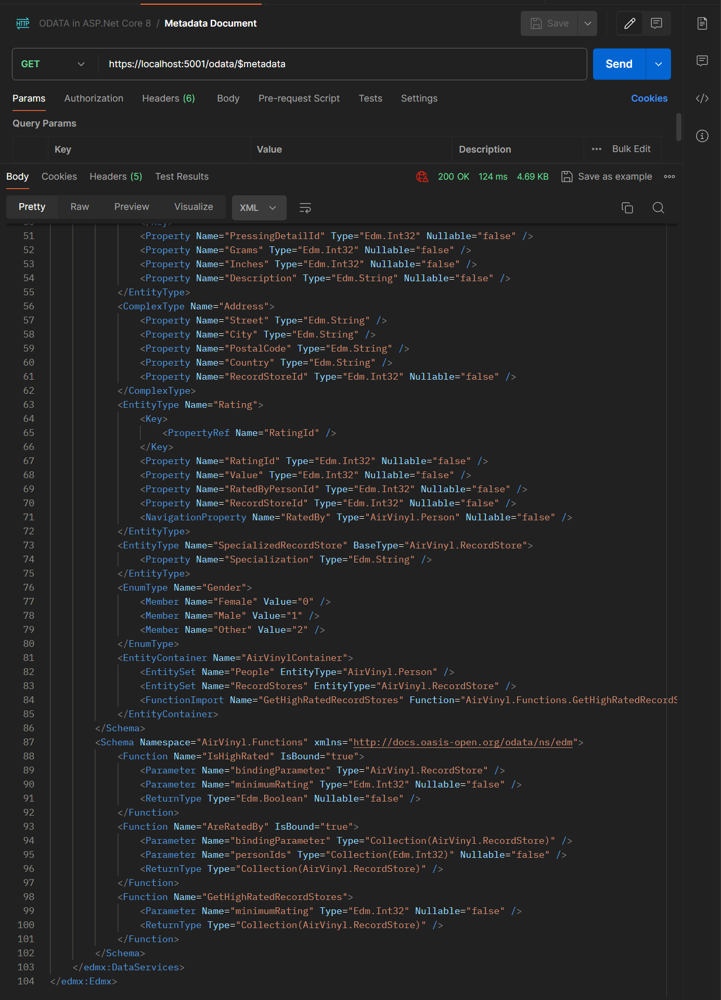 HTTP ODATA in ASP.Net Core 8 / Metadata Document Save
GET https://localhost:5001/odata/$metadata Send
Params Authorization Headers (6) Body Pre-request Script Tests Settings Cookies
Query Params
Key Value Description Bulk Edit
Body Cookies Headers (5) Test Results 200 OK 124 ms 4.69 KB Save as example
Pretty Raw Preview Visualize XML
51 <Property Name="PressingDetailId" Type="Edm.Int32" Nullable="false" />
52 <Property Name="Grams" Type="Edm.Int32" Nullable="false" />
53 <Property Name="Inches" Type="Edm.Int32" Nullable="false" />
54 <Property Name="Description" Type="Edm.String" Nullable="false" />
55 </EntityType>
56 <ComplexType Name="Address">
57 <Property Name="Street" Type="Edm.String" />
58 <Property Name="City" Type="Edm.String" />
59 <Property Name="PostalCode" Type="Edm.String" />
60 <Property Name="Country" Type="Edm.String" />
61 <Property Name="RecordStoreId" Type="Edm.Int32" Nullable="false" />
62 </ComplexType>
63 <EntityType Name="Rating">
64 <Key>
65 <PropertyRef Name="RatingId" />
66 </Key>
67 <Property Name="RatingId" Type="Edm.Int32" Nullable="false" />
68 <Property Name="Value" Type="Edm.Int32" Nullable="false" />
69 <Property Name="RatedByPersonId" Type="Edm.Int32" Nullable="false" />
70 <Property Name="RecordStoreId" Type="Edm.Int32" Nullable="false" />
71 <NavigationProperty Name="RatedBy" Type="AirVinyl.Person" Nullable="false" />
72 </EntityType>
73 <EntityType Name="SpecializedRecordStore" BaseType="AirVinyl.RecordStore">
74 <Property Name="Specialization" Type="Edm.String" />
75 </EntityType>
76 <EnumType Name="Gender">
77 <Member Name="Female" Value="0" />
78 <Member Name="Male" Value="1" />
79 <Member Name="Other" Value="2" />
80 </EnumType>
81 <EntityContainer Name="AirVinylContainer">
82 <EntitySet Name="People" EntityType="AirVinyl.Person" />
83 <EntitySet Name="RecordStores" EntityType="AirVinyl.RecordStore" />
84 <FunctionImport Name="GetHighRatedRecordStores" Function="AirVinyl.Functions.GetHighRatedRecordS
85 </EntityContainer>
86 </Schema>
87 <Schema Namespace="AirVinyl.Functions" xmlns="http://docs.oasis-open.org/odata/ns/edm">
88 <Function Name="IsHighRated" IsBound="true">
89 <Parameter Name="bindingParameter" Type="AirVinyl.RecordStore" />
90 <Parameter Name="minimumRating" Type="Edm.Int32" Nullable="false" />
91 <ReturnType Type="Edm.Boolean" Nullable="false" />
92 </Function>
93 <Function Name="AreRatedBy" IsBound="true">
94 <Parameter Name="bindingParameter" Type="Collection(AirVinyl.RecordStore)" />
95 <Parameter Name="personIds" Type="Collection(Edm.Int32)" Nullable="false" />
96 <ReturnType Type="Collection(AirVinyl.RecordStore)" />
97 </Function>
98 <Function Name="GetHighRatedRecordStores">
99 <Parameter Name="minimumRating" Type="Edm.Int32" Nullable="false" />
100 <ReturnType Type="Collection(AirVinyl.RecordStore)" />
101 </Function>
102 </Schema>
103 </edmx:DataServices>
104 </edmx:Edmx>